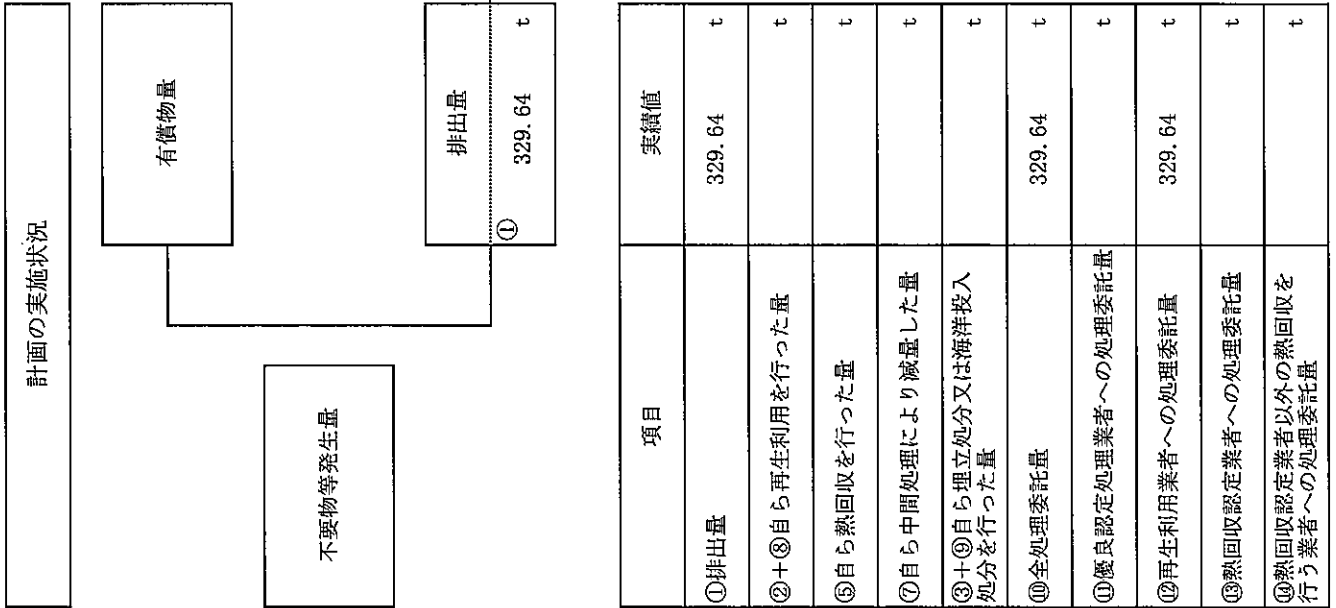 計画の実施状況
有償物量
不要物等発生量
排出量
① 329.64 t
項目 実績値
①排出量 329.64 t
②+⑧自ら再生利用を行った量 t
⑤自ら熱回収を行った量 t
⑦自ら中間処理により減量した量 t
③+⑨自ら埋立処分又は海洋投入
処分を行った量 t
⑩全処理委託量 329.64 t
⑪優良認定処理業者への処理委託量 t
⑫再生利用業者への処理委託量 329.64 t
⑬熱回収認定業者への処理委託量 t
⑭熱回収認定業者以外の熱回収を
行う業者への処理委託量 t